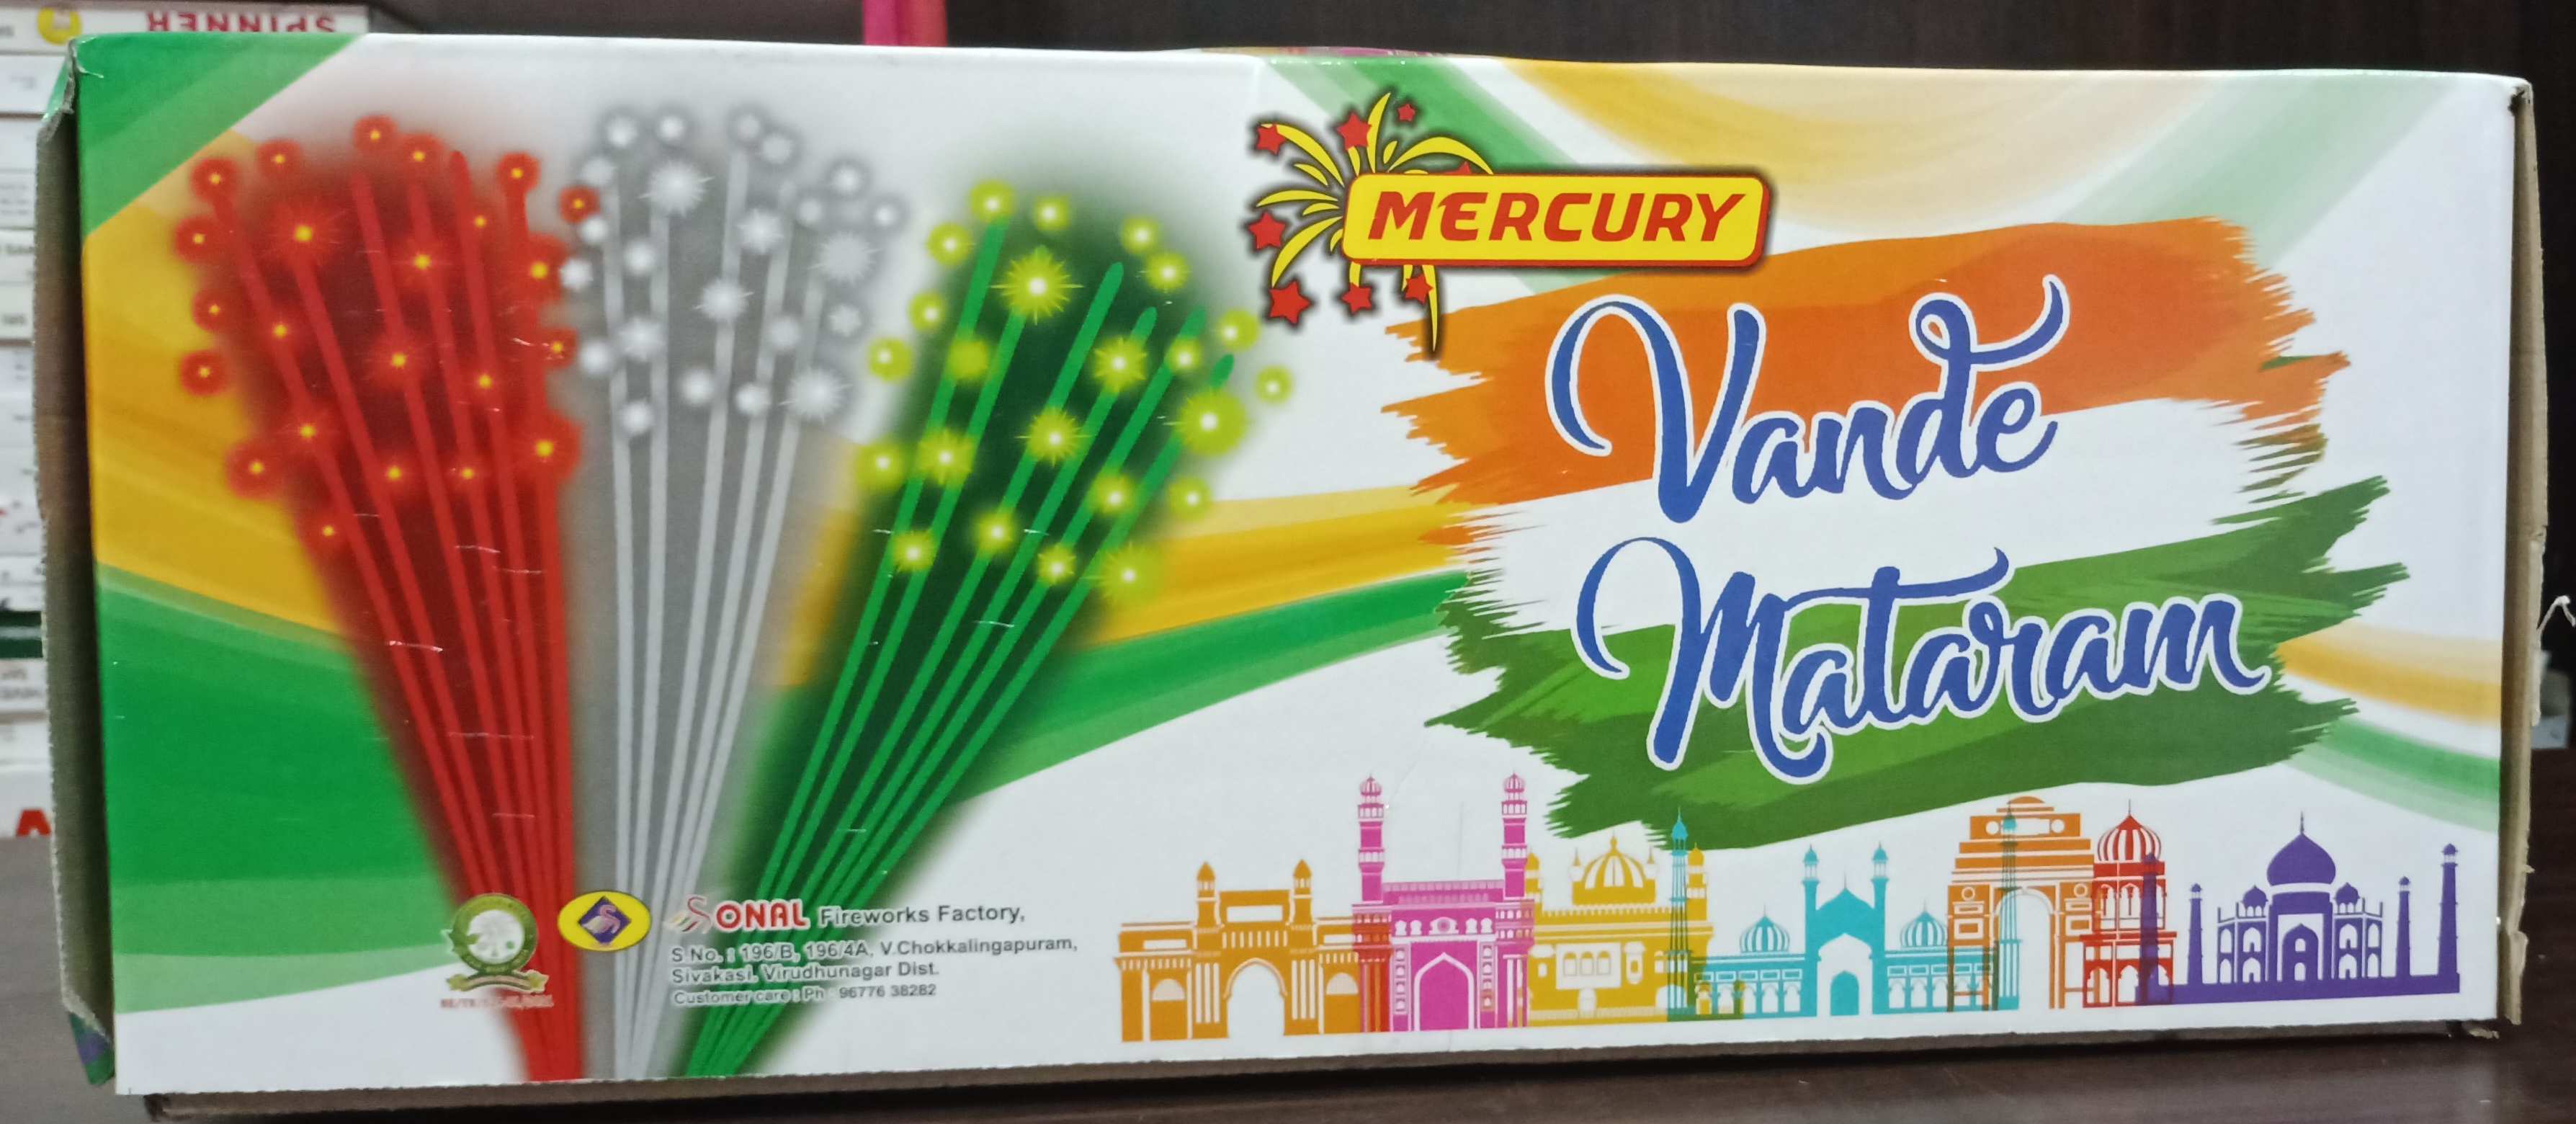 SPINNER
MERCURY
Vande
Mataram
SONAL Fireworks Factory,
S.No. : 196/B, 196/4A, V.Chokkalingapuram,
Sivakasi, Virudhunagar Dist.
Customer care : Ph : 96776 38282